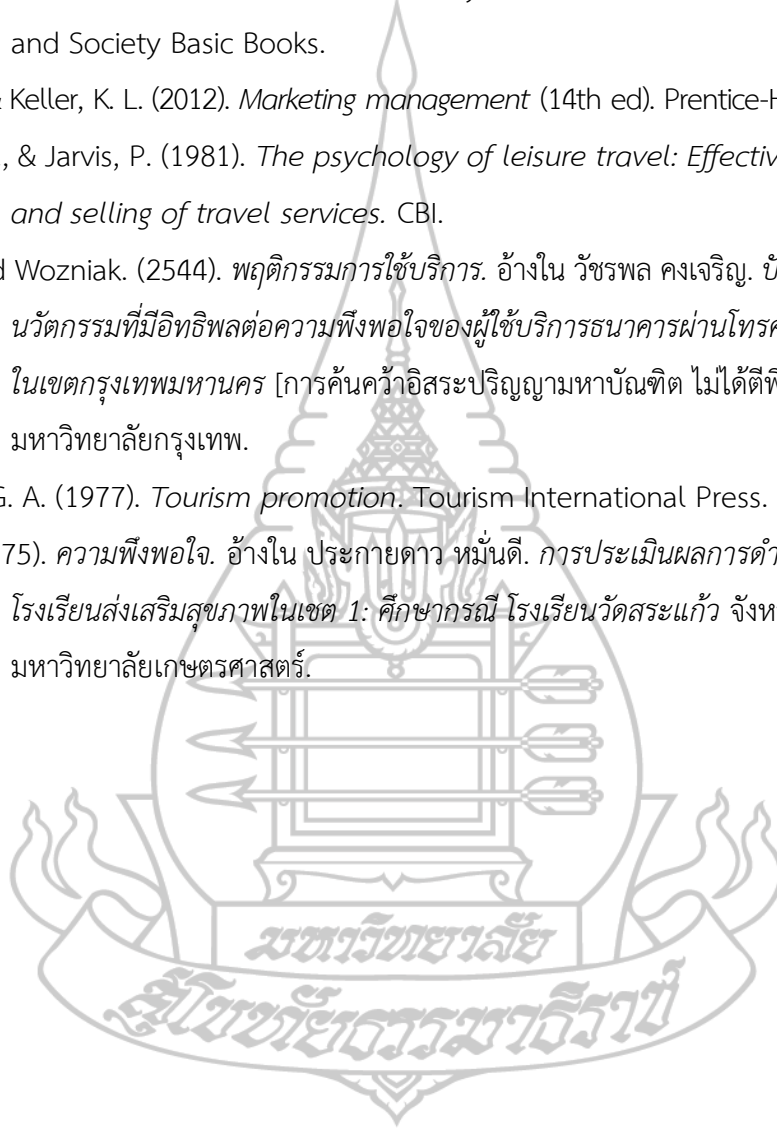 and Society Basic Books.
& Keller, K. L. (2012). Marketing management (14th ed). Prentice-H
., & Jarvis, P. (1981). The psychology of leisure travel: Effectiv
and selling of travel services. CBI.
d Wozniak. (2544). พฤติกรรมการใช้บริการ. อ้างใน วัชรพล คงเจริญ. ปั
นวัตกรรมที่มีอิทธิพลต่อความพึงพอใจของผู้ใช้บริการธนาคารผ่านโทรศ
ในเขตกรุงเทพมหานคร [การค้นคว้าอิสระปริญญามหาบัณฑิต ไม่ได้ตีพิ
มหาวิทยาลัยกรุงเทพ.
G. A. (1977). Tourism promotion. Tourism International Press.
75). ความพึงพอใจ. อ้างใน ประกายดาว หมั่นดี. การประเมินผลการดำ
โรงเรียนส่งเสริมสุขภาพในเชต 1: ศึกษากรณี โรงเรียนวัดสระแก้ว จังห
มหาวิทยาลัยเกษตรศาสตร์.
มหาวิทยาลัย
สุโขทัยธรรมาธิราช